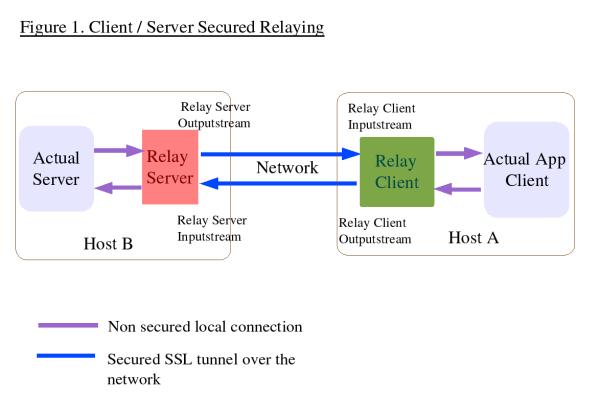 Figure 1. Client / Server Secured Relaying
Relay Server
Outputstream
Relay Client
Inputstream
Actual
Server
Relay
Server
Network
Relay
Client
Actual App
Client
Relay Server
Inputstream
Relay Client
Outputstream
Host B
Host A
Non secured local connection
Secured SSL tunnel over the
network